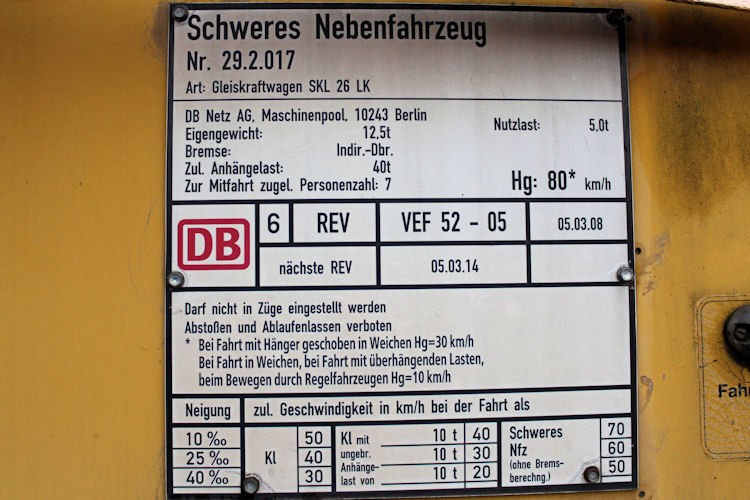 Schweres Nebenfahrzeug
Nr. 29.2.017
Art: Gleiskraftwagen SKL 26 LK
DB Netz AG, Maschinenpool, 10243 Berlin
Eigengewicht: 12,5t Nutzlast: 5,0t
Bremse: Indir.-Dbr.
Zul. Anhängelast: 40t
Zur Mitfahrt zugel. Personenzahl: 7 Hg: 80* km/h
DB 6 REV VEF 52 - 05 05.03.08
nächste REV 05.03.14
Darf nicht in Züge eingestellt werden
Abstoßen und Ablaufenlassen verboten
* Bei Fahrt mit Hänger geschoben in Weichen Hg=30 km/h
Bei Fahrt in Weichen, bei Fahrt mit überhängenden Lasten,
beim Bewegen durch Regelfahrzeugen Hg=10 km/h
Neigung zul. Geschwindigkeit in km/h bei der Fahrt als
10 ‰ 50 Kl mit 10 t 40 Schweres 70
25 ‰ Kl 40 ungebr. 10 t 30 Nfz 60
40 ‰ 30 Anhänge- 10 t 20 (ohne Brems- 50
last von berechng.)
Fah